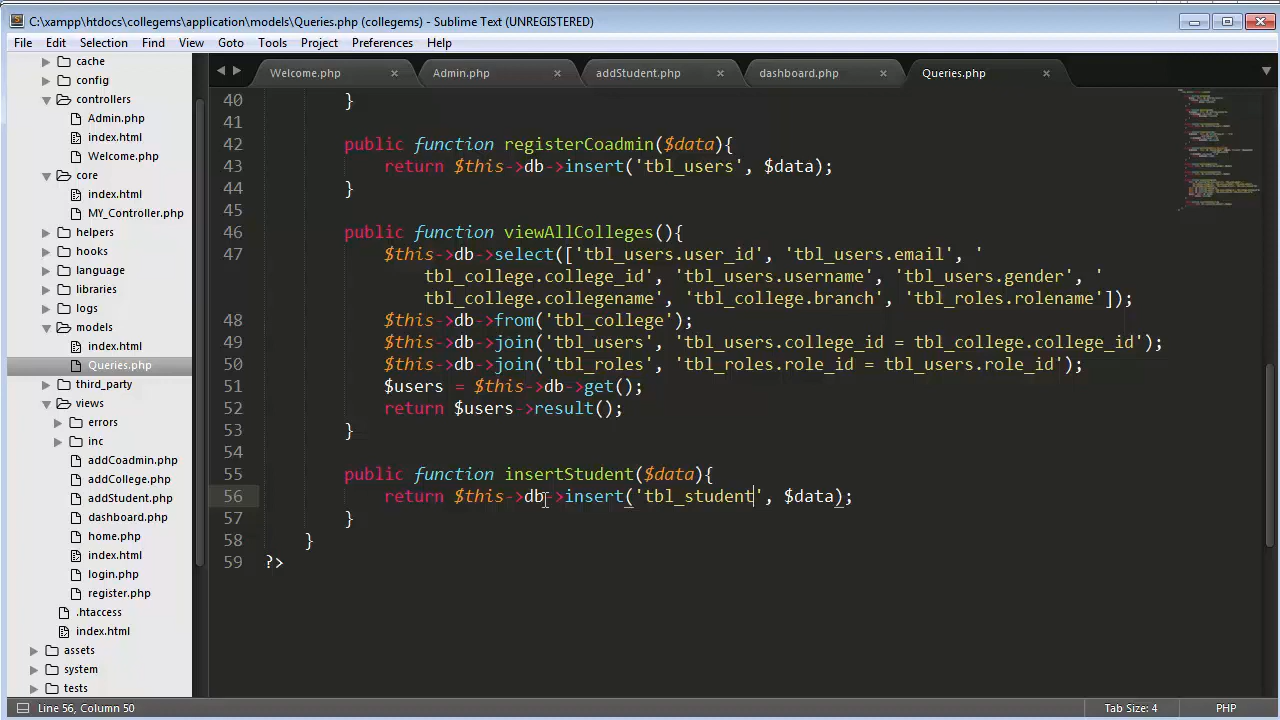 C:\xampp\htdocs\collegems\application\models\Queries.php (collegems) - Sublime Text (UNREGISTERED)
File Edit Selection Find View Goto Tools Project Preferences Help
cache
config
controllers
Admin.php
index.html
Welcome.php
core
index.html
MY_Controller.php
helpers
hooks
language
libraries
logs
models
index.html
Queries.php
third_party
views
errors
inc
addCoadmin.php
addCollege.php
addStudent.php
dashboard.php
home.php
index.html
login.php
register.php
.htaccess
index.html
assets
system
tests
Welcome.php Admin.php addStudent.php dashboard.php Queries.php
40 }
41
42 public function registerCoadmin($data){
43 return $this->db->insert('tbl_users', $data);
44 }
45
46 public function viewAllColleges(){
47 $this->db->select(['tbl_users.user_id', 'tbl_users.email', '
tbl_college.college_id', 'tbl_users.username', 'tbl_users.gender', '
tbl_college.collegename', 'tbl_college.branch', 'tbl_roles.rolename']);
48 $this->db->from('tbl_college');
49 $this->db->join('tbl_users', 'tbl_users.college_id = tbl_college.college_id');
50 $this->db->join('tbl_roles', 'tbl_roles.role_id = tbl_users.role_id');
51 $users = $this->db->get();
52 return $users->result();
53 }
54
55 public function insertStudent($data){
56 return $this->db->insert('tbl_student', $data);
57 }
58 }
59 ?>
Line 56, Column 50 Tab Size: 4 PHP